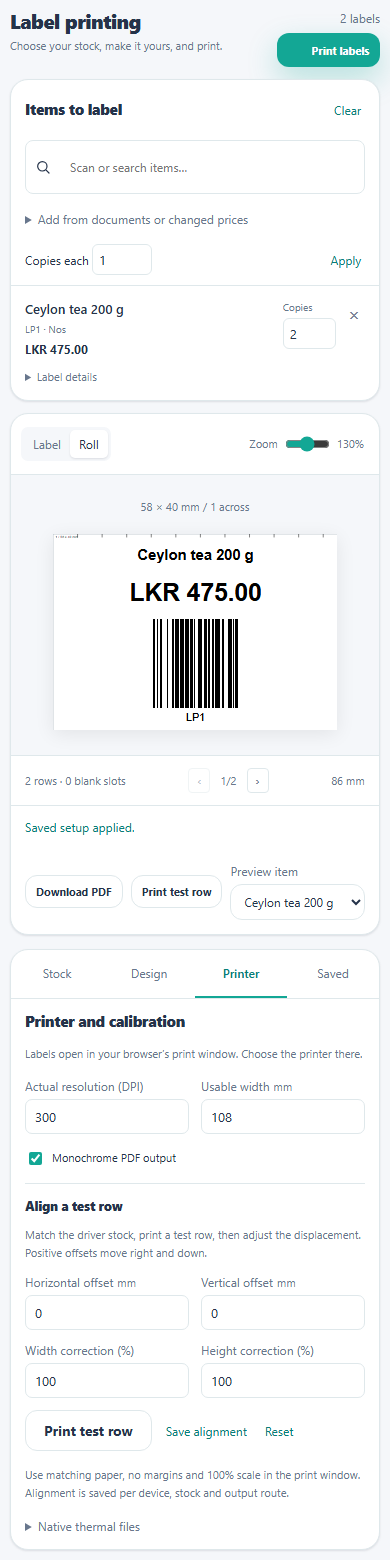 Label printing
2 labels
Choose your stock, make it yours, and print.
Print labels
Items to label
Clear
Scan or search items...
Add from documents or changed prices
Copies each 1
Apply
Ceylon tea 200 g
Copies
LP1 · Nos
2
×
LKR 475.00
Label details
Label
Roll
Zoom
130%
58 × 40 mm / 1 across
Ceylon tea 200 g
LKR 475.00
LP1
2 rows · 0 blank slots
‹
1/2
›
86 mm
Saved setup applied.
Download PDF
Print test row
Preview item
Ceylon tea 200 g
Stock
Design
Printer
Saved
Printer and calibration
Labels open in your browser's print window. Choose the printer there.
Actual resolution (DPI)
Usable width mm
300
108
Monochrome PDF output
Align a test row
Match the driver stock, print a test row, then adjust the displacement.
Positive offsets move right and down.
Horizontal offset mm
Vertical offset mm
0
0
Width correction (%)
Height correction (%)
100
100
Print test row
Save alignment
Reset
Use matching paper, no margins and 100% scale in the print window.
Alignment is saved per device, stock and output route.
Native thermal files